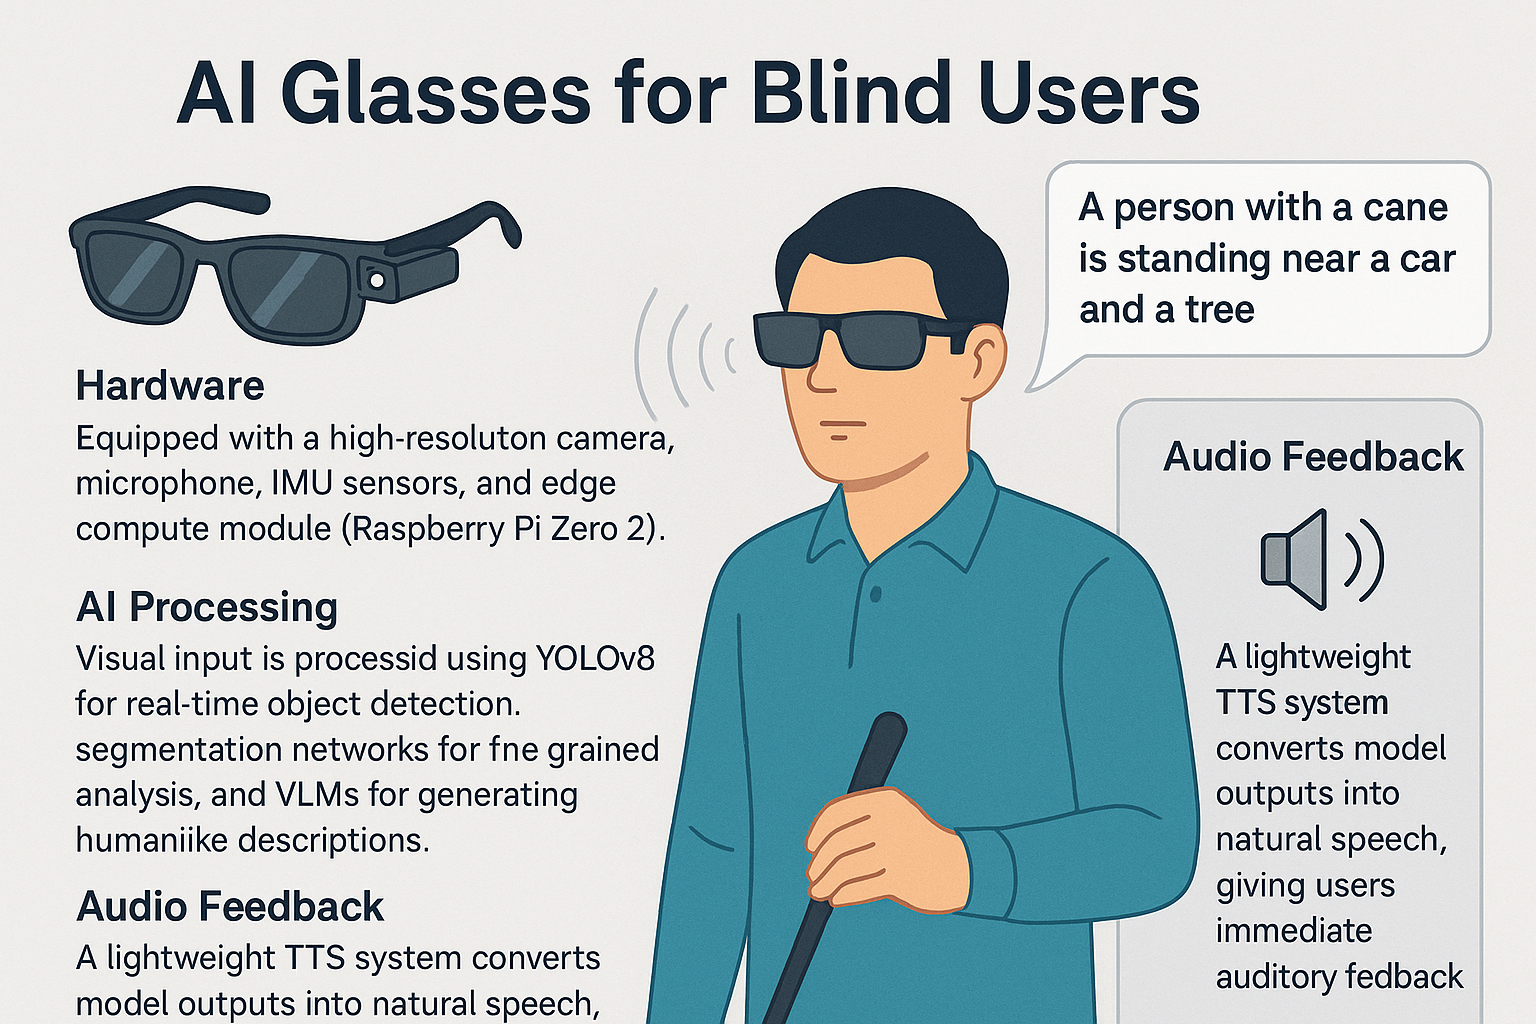 AI Glasses for Blind Users
A person with a cane
is standing near a car
and a tree
Hardware
Equipped with a high-resoluton camera,
microphone, IMU sensors, and edge
compute module (Raspberry Pi Zero 2).
AI Processing
Visual input is processid using YOLOv8
for real-time object detection.
segmentation networks for fne grained
analysis, and VLMs for generating
humaniike descriptions.
Audio Feedback
A lightweight TTS system converts
model outputs into natural speech,
Audio Feedback
A lightweight
TTS system
converts model
outputs into
natural speech,
giving users
immediate
auditory fedback